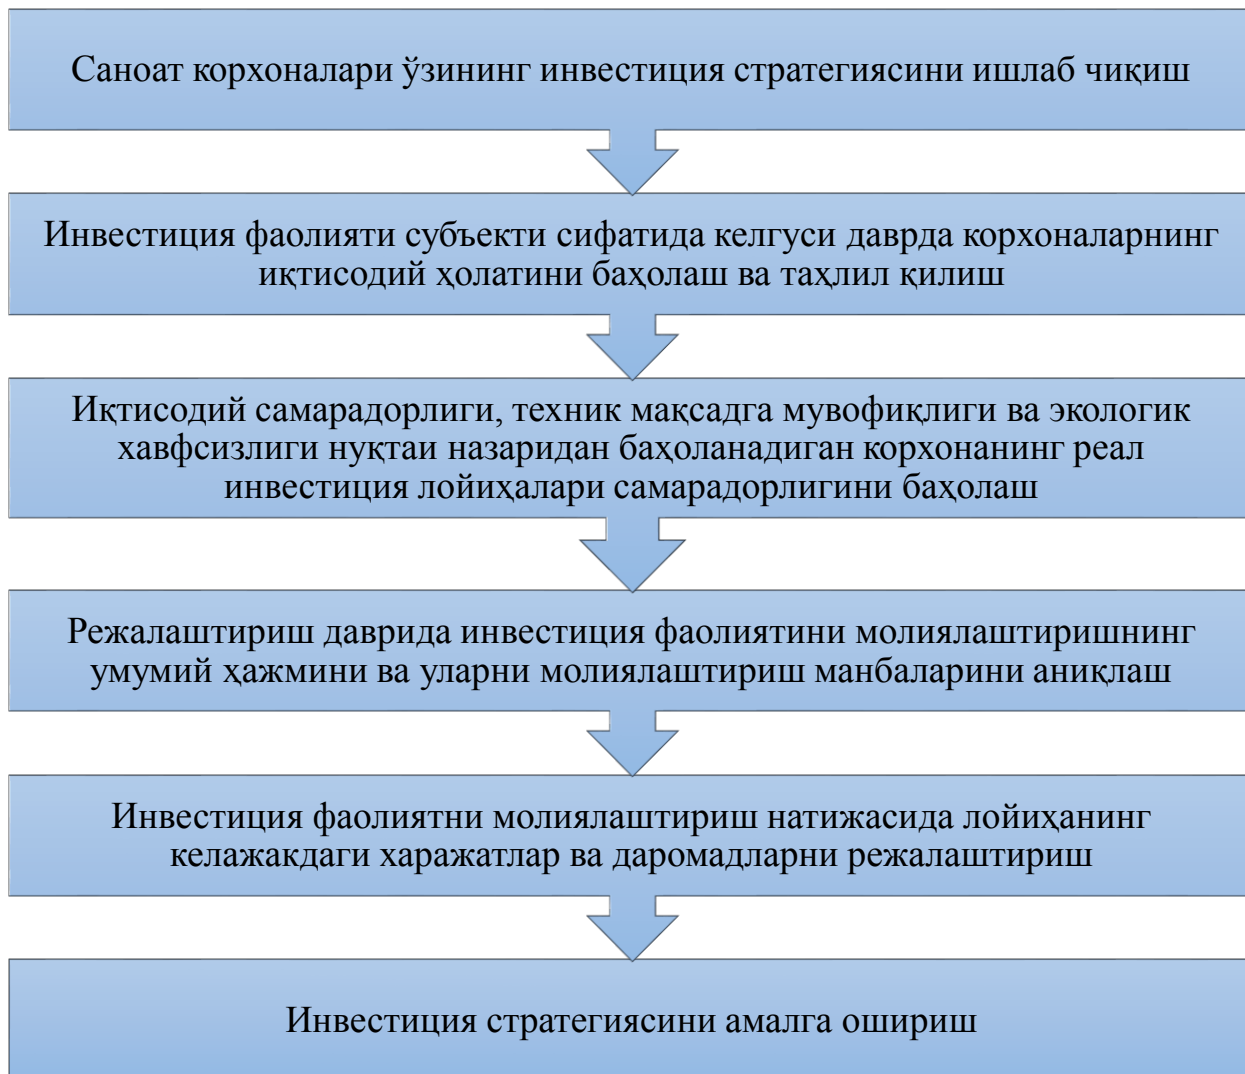 Саноат корхоналари ўзининг инвестиция стратегиясини ишлаб чиқиш
Инвестиция фаолияти субъекти сифатида келгуси даврда корхоналарнинг
иқтисодий ҳолатини баҳолаш ва таҳлил қилиш
Иқтисодий самарадорлиги, техник мақсадга мувофиқлиги ва экологик
хавфсизлиги нуқтаи назаридан баҳоланадиган корхонанинг реал
инвестиция лойиҳалари самарадорлигини баҳолаш
Режалаштириш даврида инвестиция фаолиятини молиялаштиришнинг
умумий ҳажмини ва уларни молиялаштириш манбаларини аниқлаш
Инвестиция фаолиятни молиялаштириш натижасида лойиҳанинг
келажакдаги харажатлар ва даромадларни режалаштириш
Инвестиция стратегиясини амалга ошириш